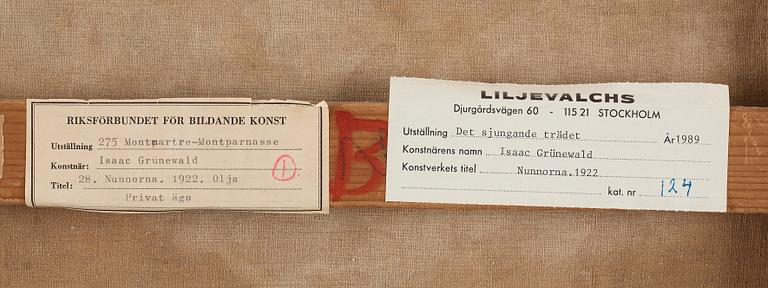 RIKSFÖRBUNDET FÖR BILDANDE KONST
Utställning 275 Montmartre-Montparnasse
Konstnär: Isaac Grünewald
Titel: 28. Nunnorna. 1922. Olja
Privat ägo
1
LILJEVALCHS
Djurgårdsvägen 60 - 115 21 STOCKHOLM
Utställning Det sjungande trädet År 1989
Konstnärens namn Isaac Grünewald
Konstverkets titel Nunnorna.1922
kat. nr 124